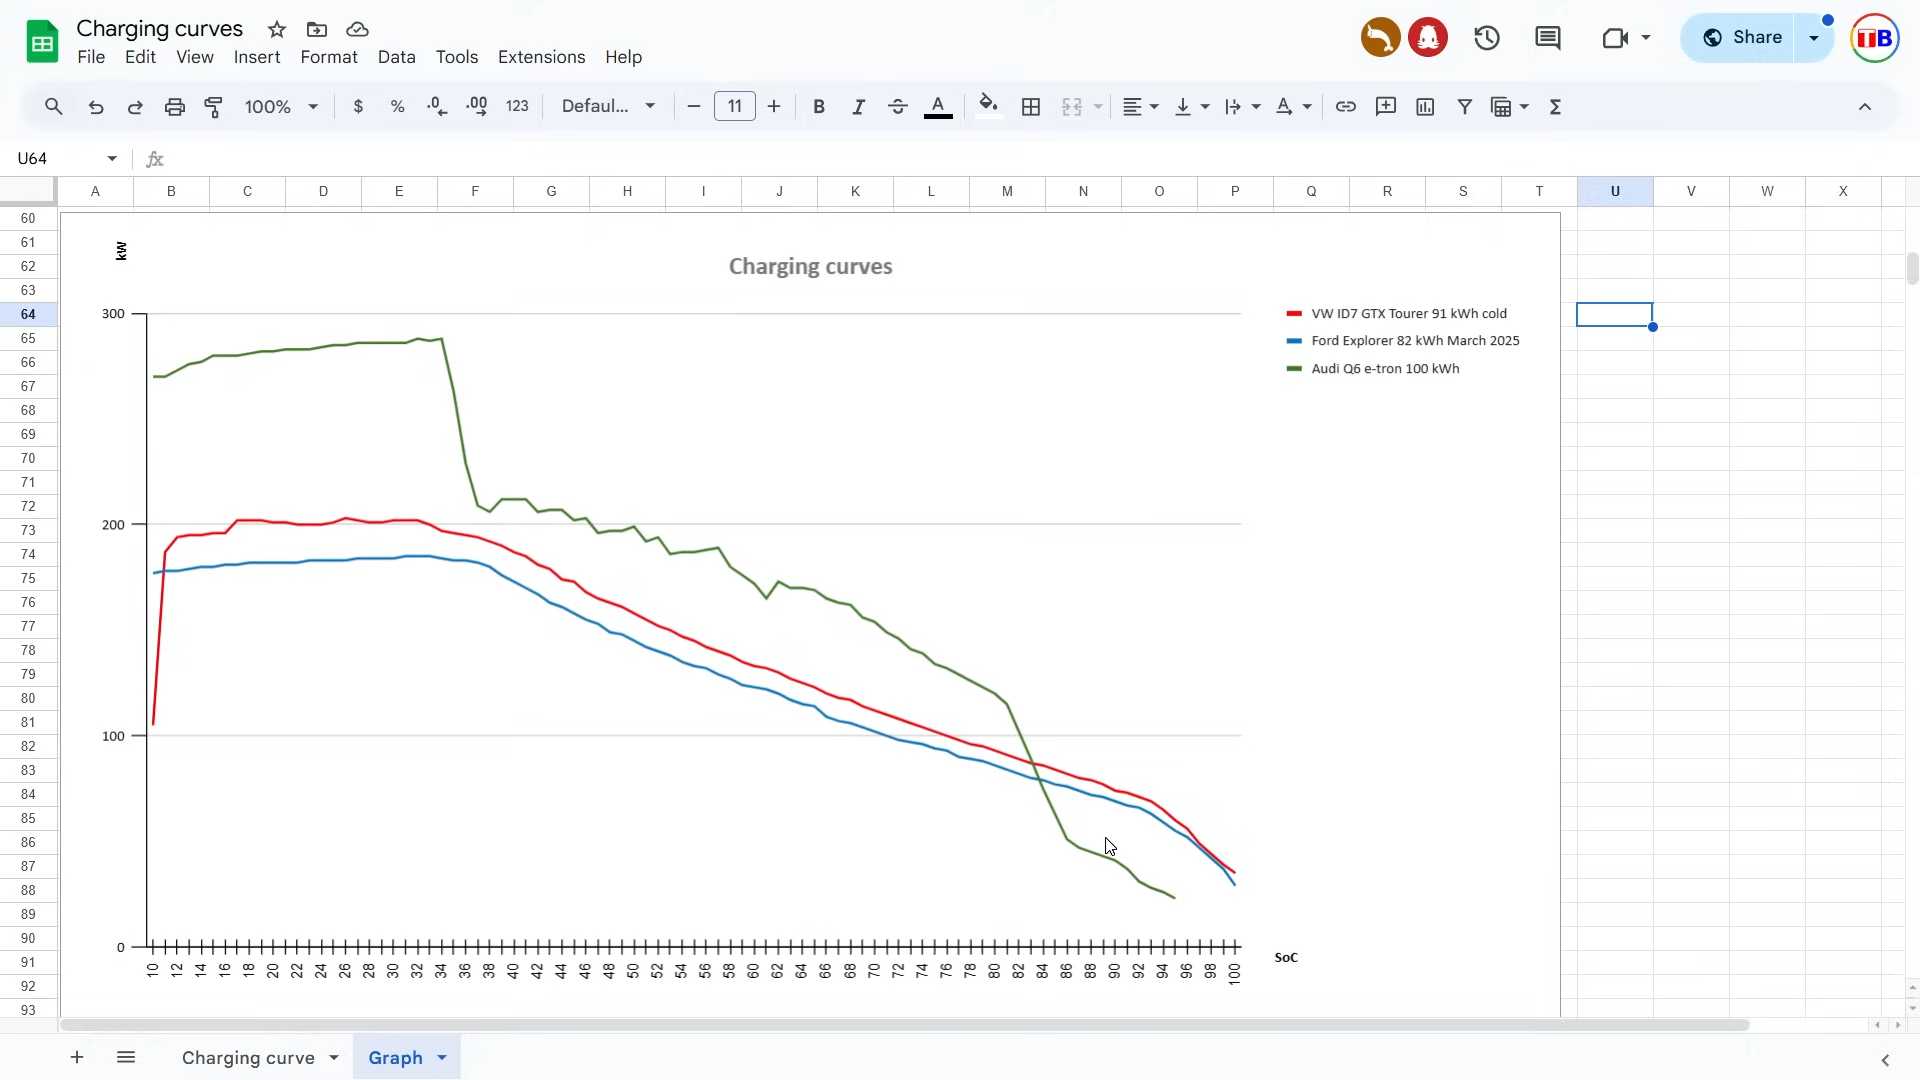 Charging curves
File Edit View Insert Format Data Tools Extensions Help
Share
TB
100% $ % .0 .00 123 Defaul... 11 B I S A
U64 fx
A B C D E F G H I J K L M N O P Q R S T U V W X
60
61
62
63
64
65
66
67
68
69
70
71
72
73
74
75
76
77
78
79
80
81
82
83
84
85
86
87
88
89
90
91
92
93
kW
Charging curves
300
200
100
0
VW ID7 GTX Tourer 91 kWh cold
Ford Explorer 82 kWh March 2025
Audi Q6 e-tron 100 kWh
10 12 14 16 18 20 22 24 26 28 30 32 34 36 38 40 42 44 46 48 50 52 54 56 58 60 62 64 66 68 70 72 74 76 78 80 82 84 86 88 90 92 94 96 98 100
SoC
Charging curve Graph